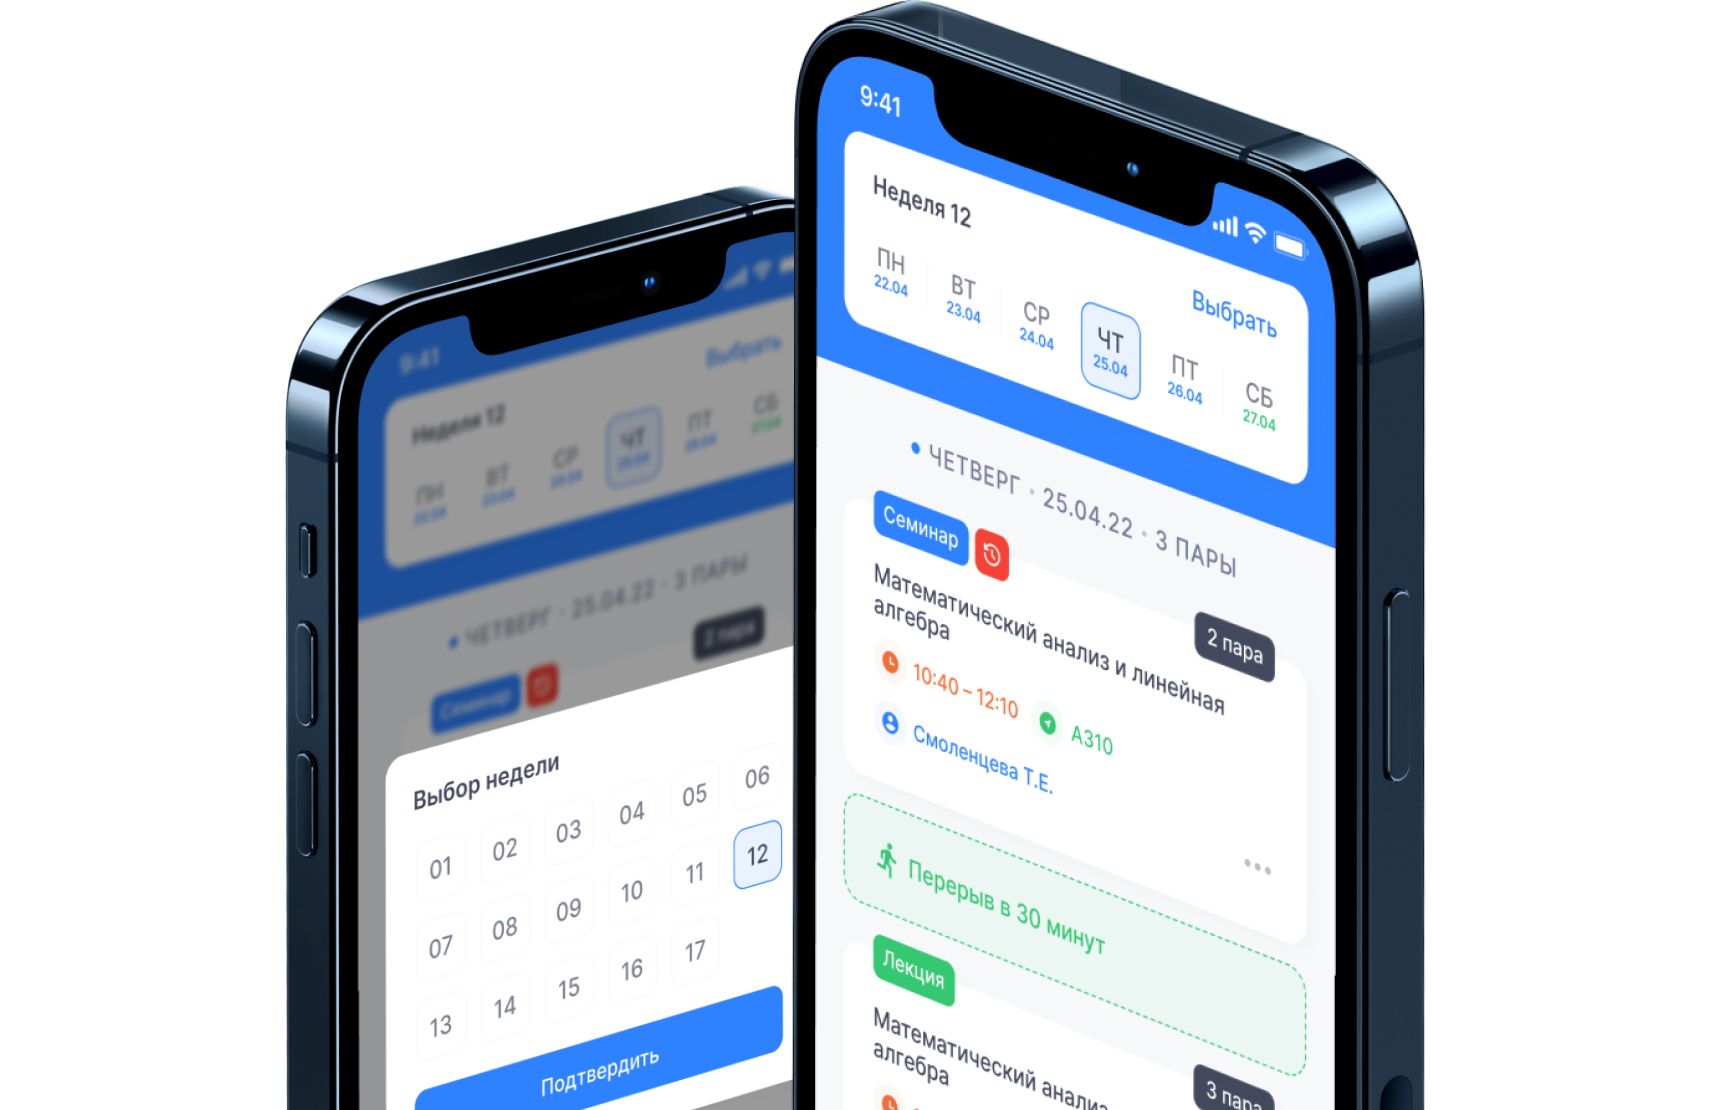 9:41
Выбрать
Неделя 12
ПН
22.04
ВТ
23.04
СР
24.04
ЧТ
25.04
ПТ
26.04
СБ
27.04
ЧЕТВЕРГ · 25.04.22 · 3 ПАРЫ
2 пара
Семинар
Выбор недели
01 02 03 04 05 06
07 08 09 10 11 12
13 14 15 16 17
Подтвердить
9:41
Неделя 12
Выбрать
ПН
22.04
ВТ
23.04
СР
24.04
ЧТ
25.04
ПТ
26.04
СБ
27.04
ЧЕТВЕРГ · 25.04.22 · 3 ПАРЫ
Семинар
2 пара
Математический анализ и линейная
алгебра
10:40 – 12:10
А310
Смоленцева Т.Е.
Перерыв в 30 минут
Лекция
3 пара
Математический анализ
алгебра